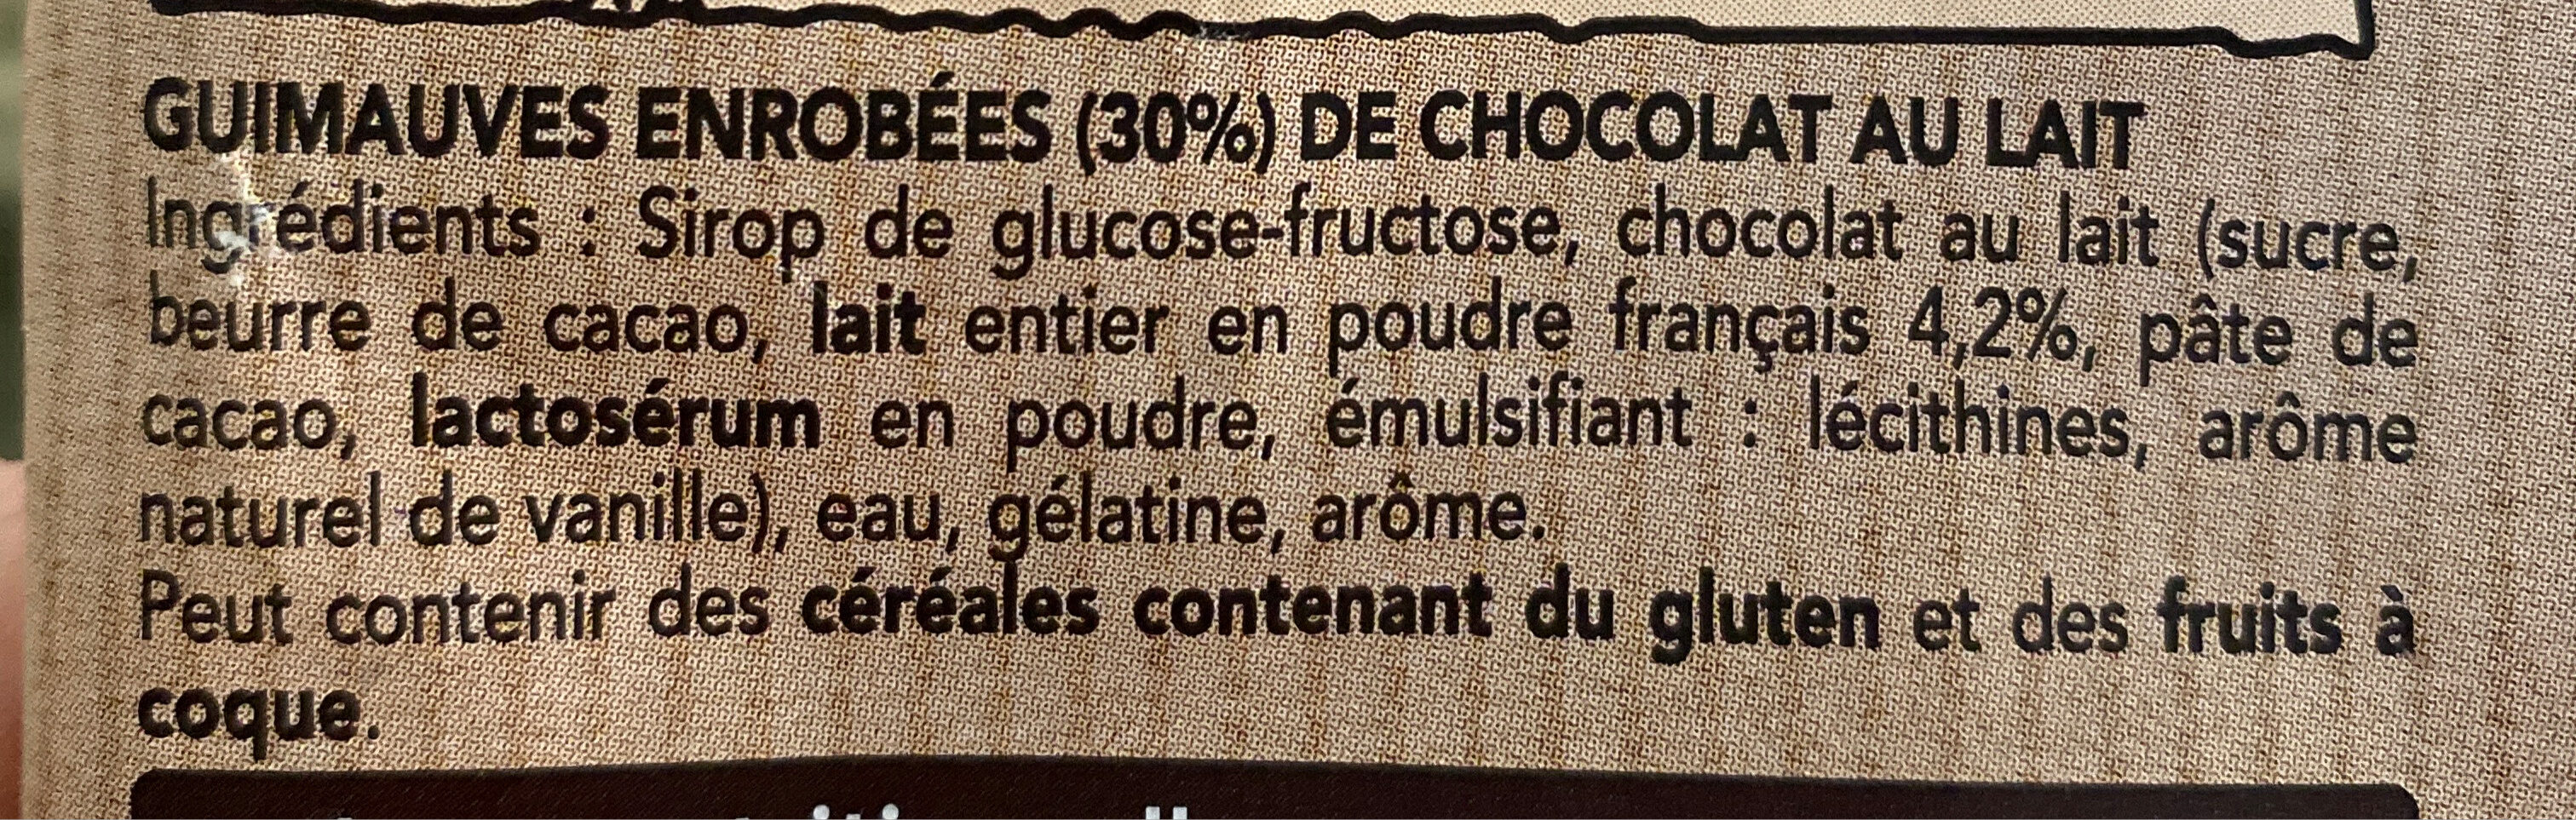 GUIMAUVES ENROBÉES (30%) DE CHOCOLAT AU LAIT
Ingrédients : Sirop de glucose-fructose, chocolat au lait (sucre,
beurre de cacao, lait entier en poudre français 4,2%, pâte de
cacao, lactosérum en poudre, émulsifiant : lécithines, arôme
naturel de vanille), eau, gélatine, arôme.
Peut contenir des céréales contenant du gluten et des fruits à
coque.